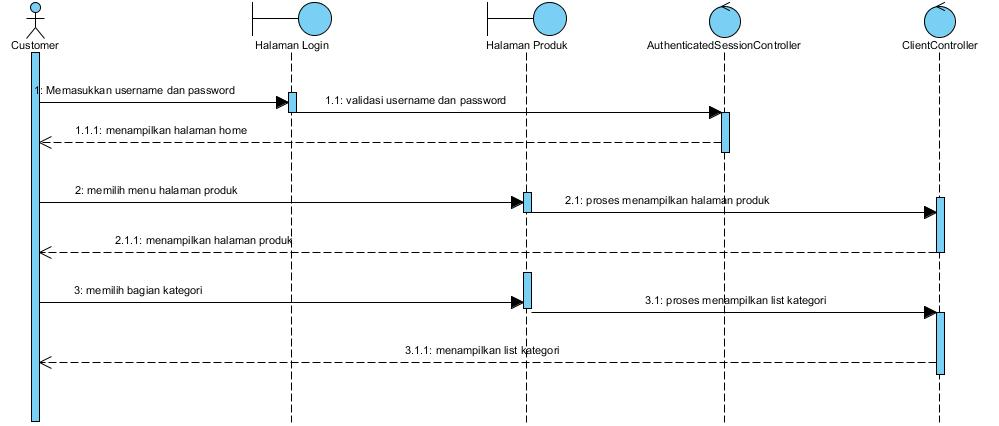 Customer
Halaman Login
Halaman Produk
AuthenticatedSessionController
ClientController
1: Memasukkan username dan password
1.1: validasi username dan password
1.1.1: menampilkan halaman home
2: memilih menu halaman produk
2.1: proses menampilkan halaman produk
2.1.1: menampilkan halaman produk
3: memilih bagian kategori
3.1: proses menampilkan list kategori
3.1.1: menampilkan list kategori